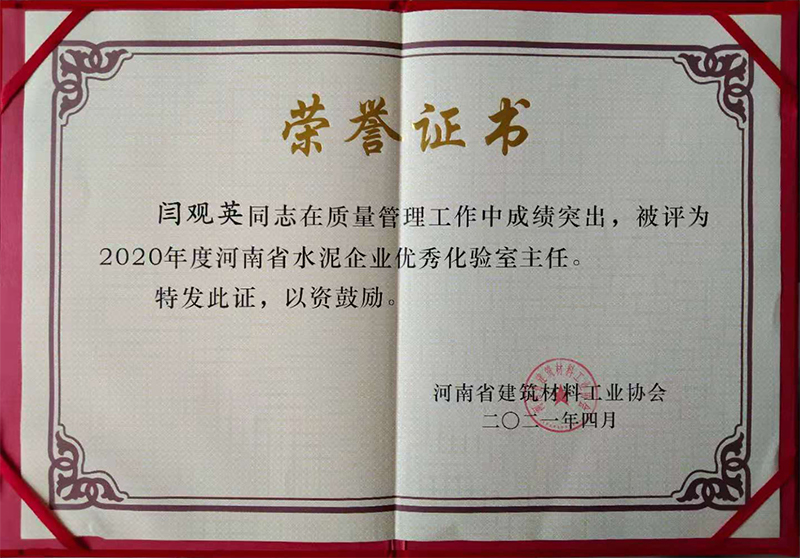 荣誉证书
闫观英同志在质量管理工作中成绩突出，被评为
2020年度河南省水泥企业优秀化验室主任。
特发此证，以资鼓励。
河南省建筑材料工业协会
二〇二一年四月